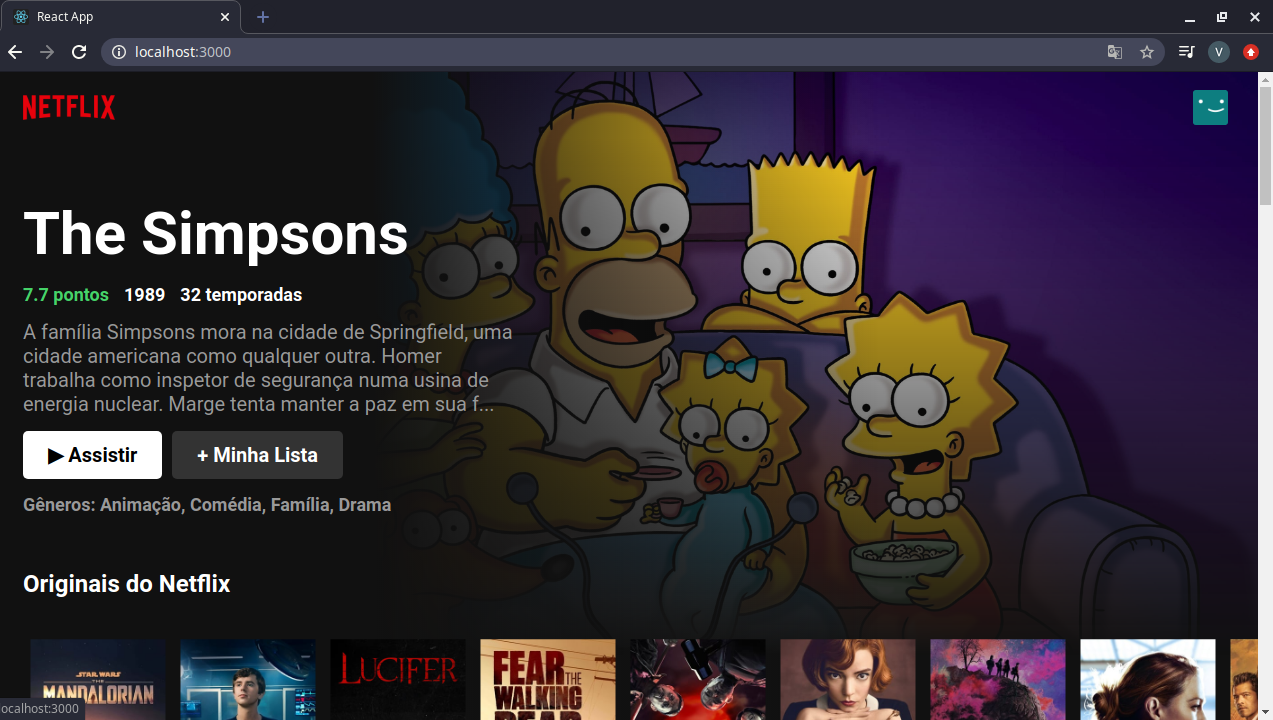 React App
localhost:3000
V
NETFLIX
The Simpsons
7.7 pontos 1989 32 temporadas
A família Simpsons mora na cidade de Springfield, uma
cidade americana como qualquer outra. Homer
trabalha como inspetor de segurança numa usina de
energia nuclear. Marge tenta manter a paz em sua f...
▶ Assistir
+ Minha Lista
Gêneros: Animação, Comédia, Família, Drama
Originais do Netflix
STAR WARS
THE
MANDALORIAN
LUCIFER
FEAR THE
WALKING
DEAD
localhost:3000